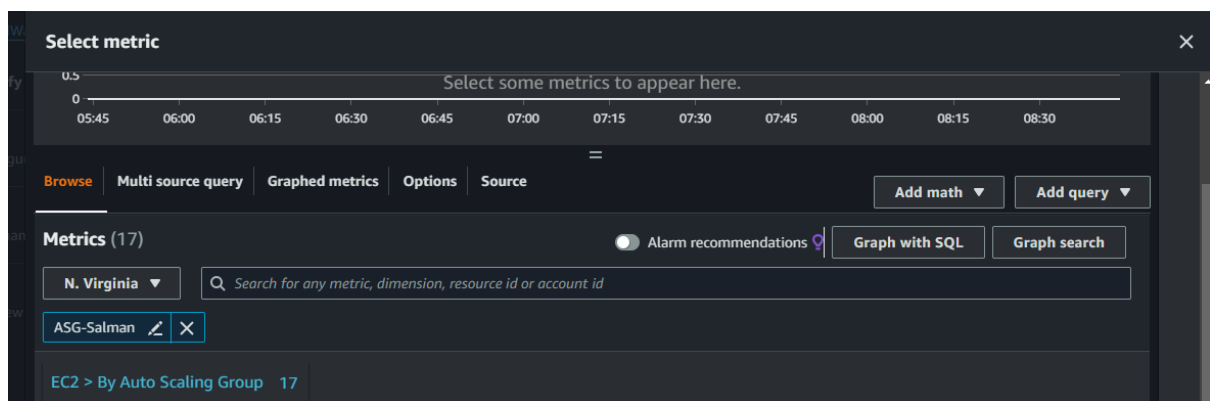 Select metric
0.5
Select some metrics to appear here.
0
05:45 06:00 06:15 06:30 06:45 07:00 07:15 07:30 07:45 08:00 08:15 08:30
Browse Multi source query Graphed metrics Options Source Add math Add query
Metrics (17) Alarm recommendations Graph with SQL Graph search
N. Virginia Search for any metric, dimension, resource id or account id
ASG-Salman
EC2 > By Auto Scaling Group 17